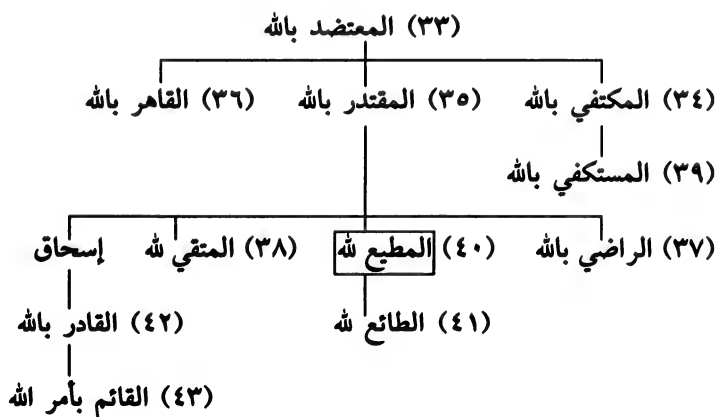 (٣٣) المعتضد بالله
(٣٤) المكتفي بالله (٣٥) المقتدر بالله (٣٦) القاهر بالله
(٣٩) المستكفي بالله
(٣٧) الراضي بالله (٤٠) المطيع لله (٣٨) المتقي لله إسحاق
(٤١) الطائع لله (٤٢) القادر بالله
(٤٣) القائم بأمر الله